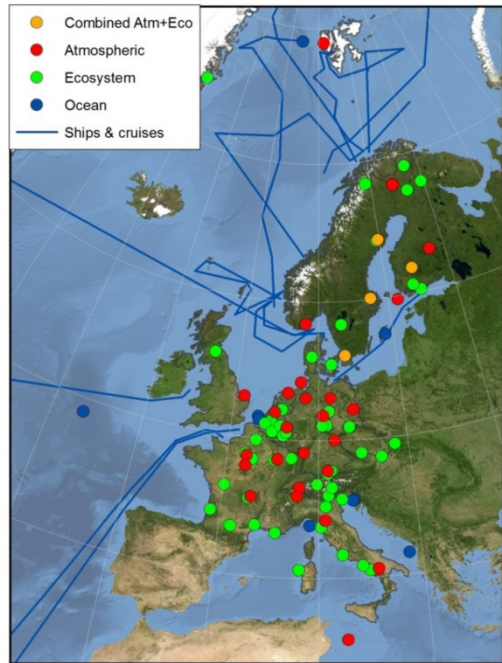 Combined Atm+Eco
Atmospheric
Ecosystem
Ocean
Ships & cruises